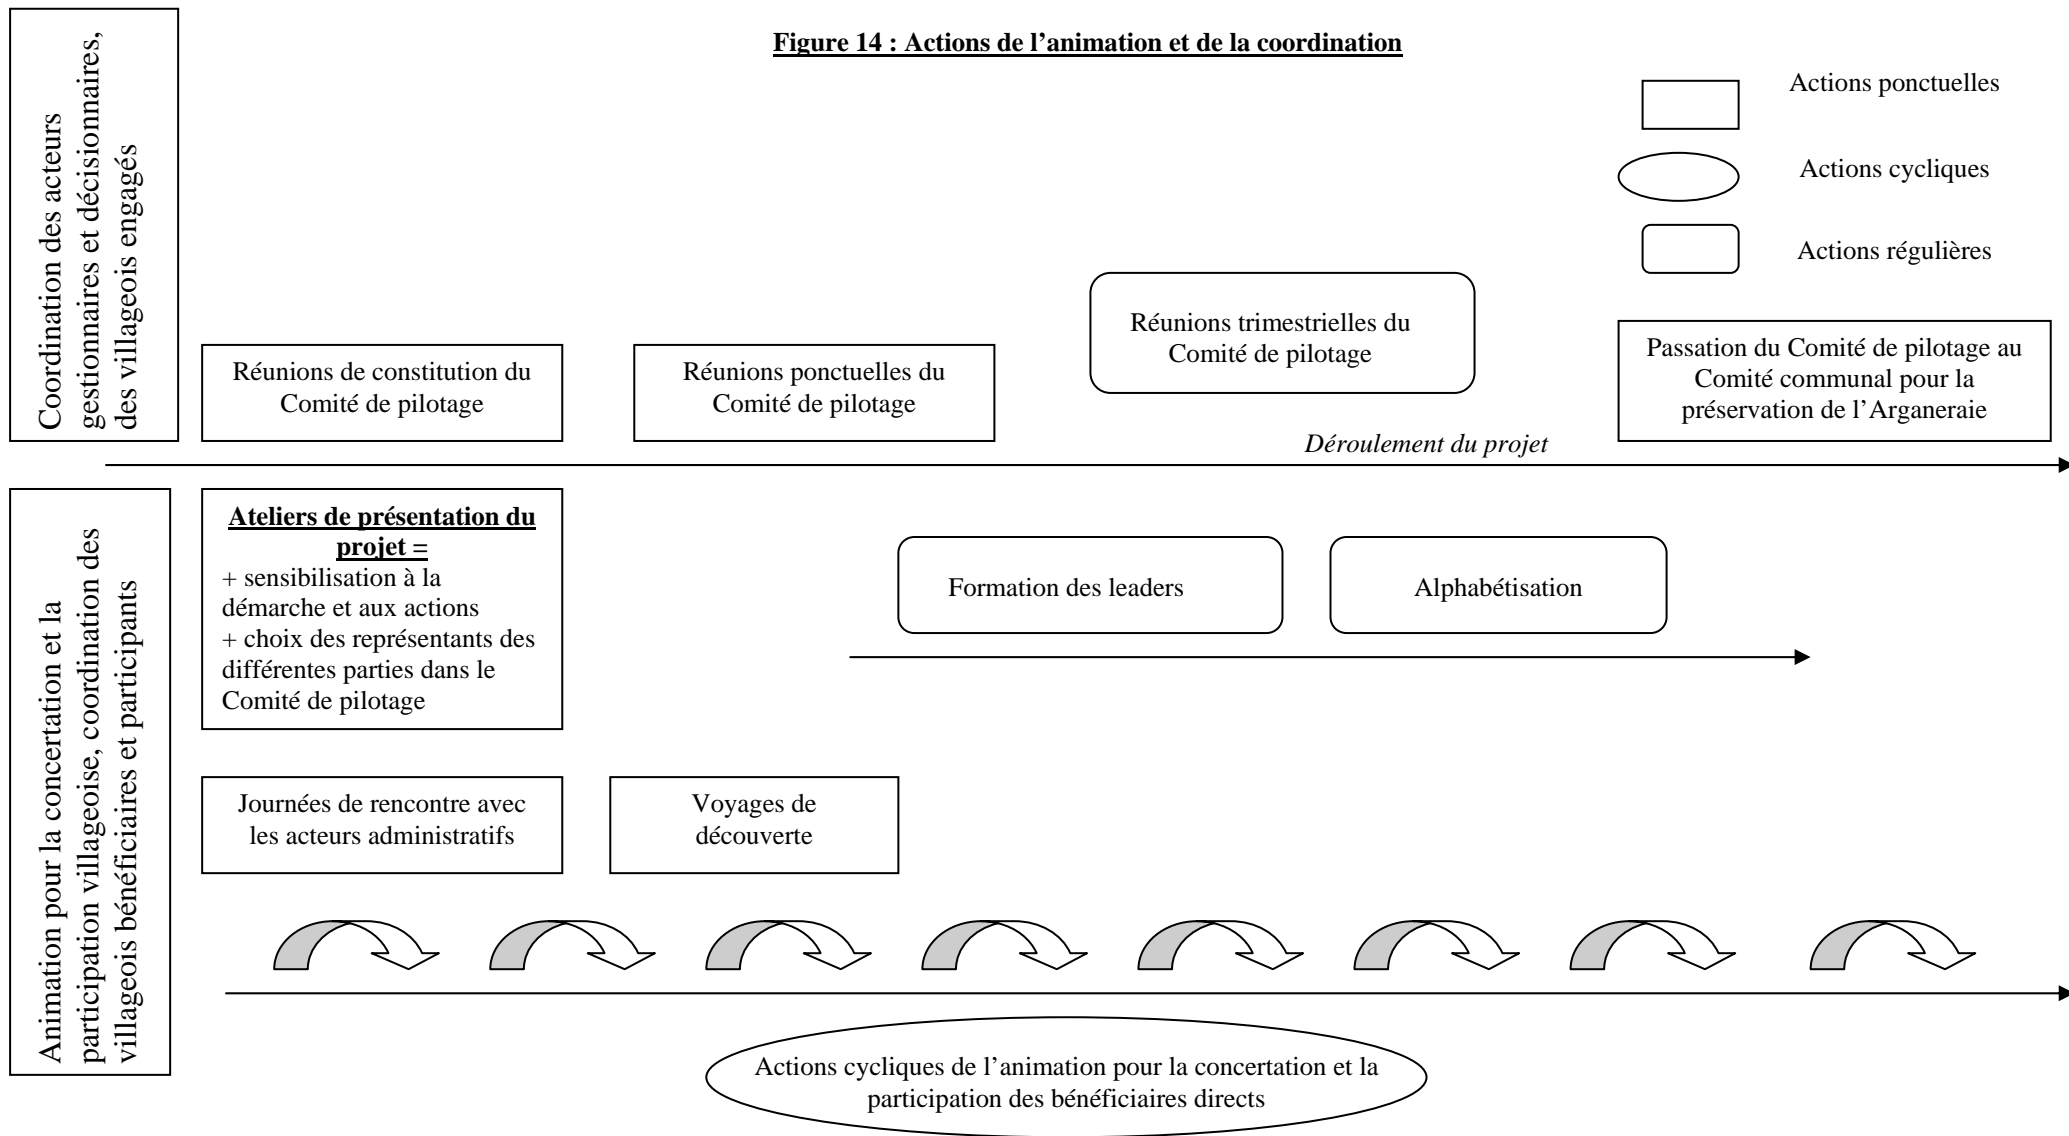 Figure 14 : Actions de l’animation et de la coordination
Actions ponctuelles
Actions cycliques
Actions régulières
Coordination des acteurs
gestionnaires et décisionnaires,
des villageois engagés
Réunions de constitution du
Comité de pilotage
Réunions ponctuelles du
Comité de pilotage
Réunions trimestrielles du
Comité de pilotage
Passation du Comité de pilotage au
Comité communal pour la
préservation de l’Arganeraie
Déroulement du projet
Animation pour la concertation et la
participation villageoise, coordination des
villageois bénéficiaires et participants
Ateliers de présentation du
projet =
+ sensibilisation à la
démarche et aux actions
+ choix des représentants des
différentes parties dans le
Comité de pilotage
Formation des leaders
Alphabétisation
Journées de rencontre avec
les acteurs administratifs
Voyages de
découverte
Actions cycliques de l’animation pour la concertation et la
participation des bénéficiaires directs